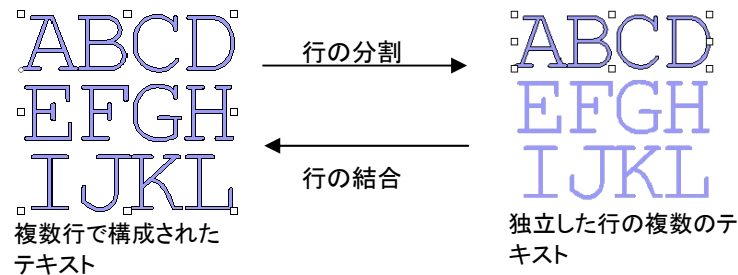 ABCD
EFGH
IJKL
複数行で構成された
テキスト
行の分割
行の結合
ABCD
EFGH
IJKL
独立した行の複数のテ
キスト